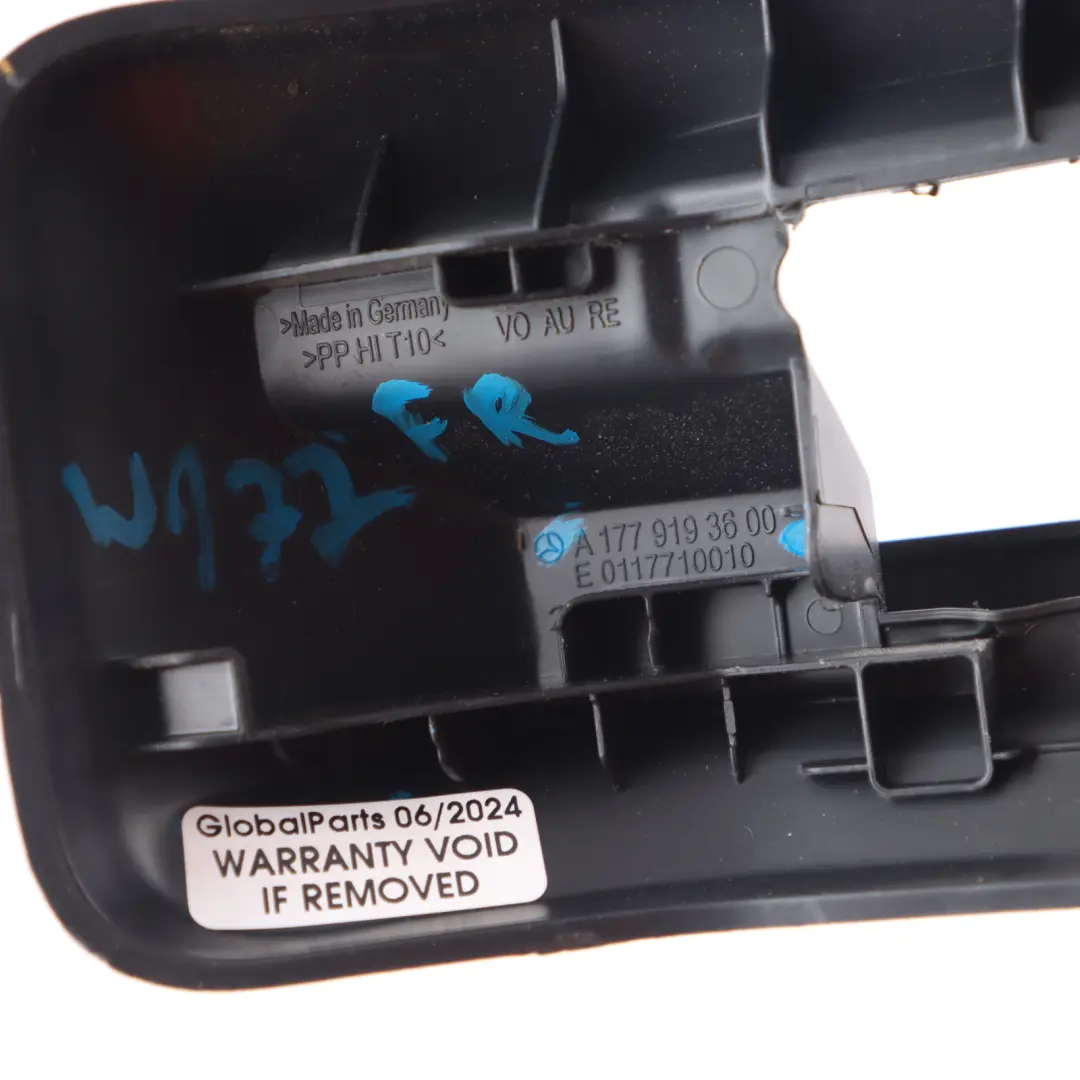 >Made in Germany
>PP HI T10<
VO AU RE
FR
W177
A 177 919 36 00
E 0117710010
2
GlobalParts 06/2024
WARRANTY VOID
IF REMOVED